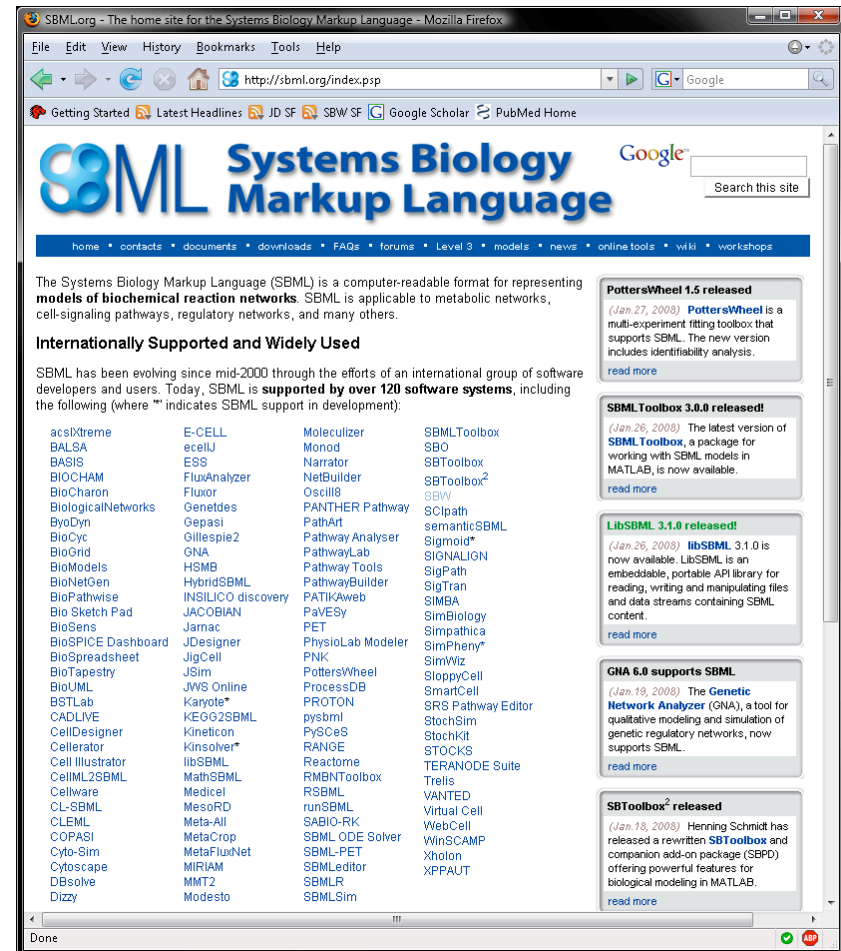 SBML.org - The home site for the Systems Biology Markup Language - Mozilla Firefox
File Edit View History Bookmarks Tools Help
http://sbml.org/index.psp
G Google
Getting Started Latest Headlines JD SF SBW SF Google Scholar PubMed Home
SBML Systems Biology
Markup Language
Google™
Search this site
home • contacts • documents • downloads • FAQs • forums • Level 3 • models • news • online tools • wiki • workshops
The Systems Biology Markup Language (SBML) is a computer-readable format for representing
models of biochemical reaction networks. SBML is applicable to metabolic networks,
cell-signaling pathways, regulatory networks, and many others.
Internationally Supported and Widely Used
SBML has been evolving since mid-2000 through the efforts of an international group of software
developers and users. Today, SBML is supported by over 120 software systems, including
the following (where '*' indicates SBML support in development):
acslXtreme
BALSA
BASIS
BIOCHAM
BioCharon
BiologicalNetworks
ByoDyn
BioCyc
BioGrid
BioModels
BioNetGen
BioPathwise
Bio Sketch Pad
BioSens
BioSPICE Dashboard
BioSpreadsheet
BioTapestry
BioUML
BSTLab
CADLIVE
CellDesigner
Cellerator
Cell Illustrator
CellML2SBML
Cellware
CL-SBML
CLEML
COPASI
Cyto-Sim
Cytoscape
DBsolve
Dizzy
E-CELL
ecellJ
ESS
FluxAnalyzer
Fluxor
Genetdes
Gepasi
Gillespie2
GNA
HSMB
HybridSBML
INSILICO discovery
JACOBIAN
Jarnac
JDesigner
JigCell
JSim
JWS Online
Karyote*
KEGG2SBML
Kineticon
Kinsolver*
libSBML
MathSBML
Medicel
MesoRD
Meta-All
MetaCrop
MetaFluxNet
MIRIAM
MMT2
Modesto
Moleculizer
Monod
Narrator
NetBuilder
Oscill8
PANTHER Pathway
PathArt
Pathway Analyser
PathwayLab
Pathway Tools
PathwayBuilder
PATIKAweb
PaVESy
PET
PhysioLab Modeler
PNK
PottersWheel
ProcessDB
PROTON
pysbml
PySCeS
RANGE
Reactome
RMBNToolbox
RSBML
runSBML
SABIO-RK
SBML ODE Solver
SBML-PET
SBMLeditor
SBMLR
SBMLSim
SBMLToolbox
SBO
SBToolbox
SBToolbox2
SBW
SCIpath
semanticSBML
Sigmoid*
SIGNALIGN
SigPath
SigTran
SIMBA
SimBiology
Simpathica
SimPheny*
SimWiz
SloppyCell
SmartCell
SRS Pathway Editor
StochSim
StochKit
STOCKS
TERANODE Suite
Trelis
VANTED
Virtual Cell
WebCell
WinSCAMP
Xholon
XPPAUT
PottersWheel 1.5 released
(Jan.27, 2008) PottersWheel is a
multi-experiment fitting toolbox that
supports SBML. The new version
includes identifiability analysis.
read more
SBMLToolbox 3.0.0 released!
(Jan.26, 2008) The latest version of
SBMLToolbox, a package for
working with SBML models in
MATLAB, is now available.
read more
LibSBML 3.1.0 released!
(Jan.26, 2008) libSBML 3.1.0 is
now available. LibSBML is an
embeddable, portable API library for
reading, writing and manipulating files
and data streams containing SBML
content.
read more
GNA 6.0 supports SBML
(Jan.19, 2008) The Genetic
Network Analyzer (GNA), a tool for
qualitative modeling and simulation of
genetic regulatory networks, now
supports SBML.
read more
SBToolbox2 released
(Jan.18, 2008) Henning Schmidt has
released a rewritten SBToolbox and
companion add-on package (SBPD)
offering powerful features for
biological modeling in MATLAB.
read more
Done
ABP